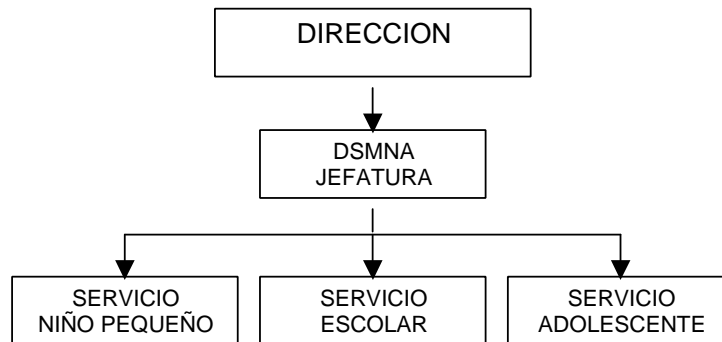 DIRECCION
DSMNA
JEFATURA
SERVICIO
NIÑO PEQUEÑO
SERVICIO
ESCOLAR
SERVICIO
ADOLESCENTE